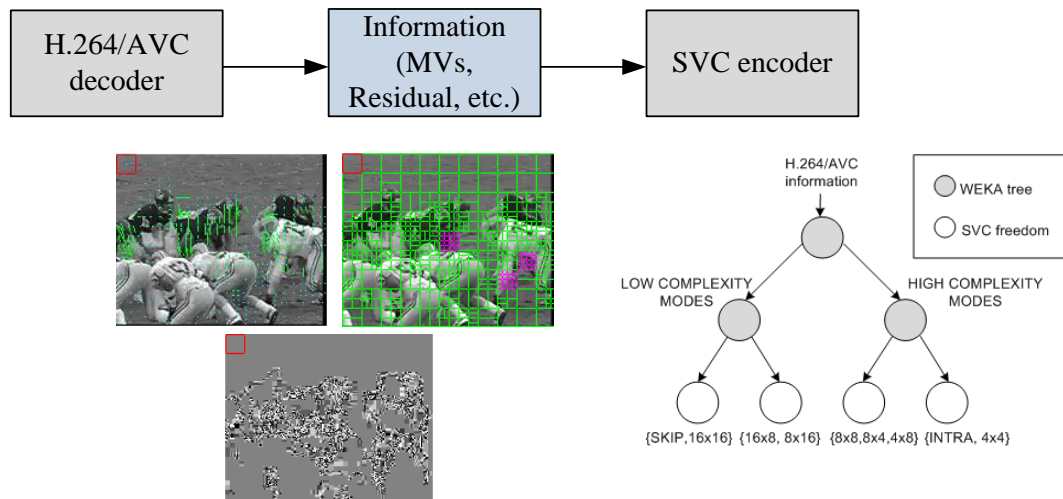 H.264/AVC
decoder
Information
(MVs,
Residual, etc.)
SVC encoder
H.264/AVC
information
WEKA tree
SVC freedom
LOW COMPLEXITY
MODES
HIGH COMPLEXITY
MODES
{SKIP,16x16}
{16x8, 8x16}
{8x8,8x4,4x8}
{INTRA, 4x4}